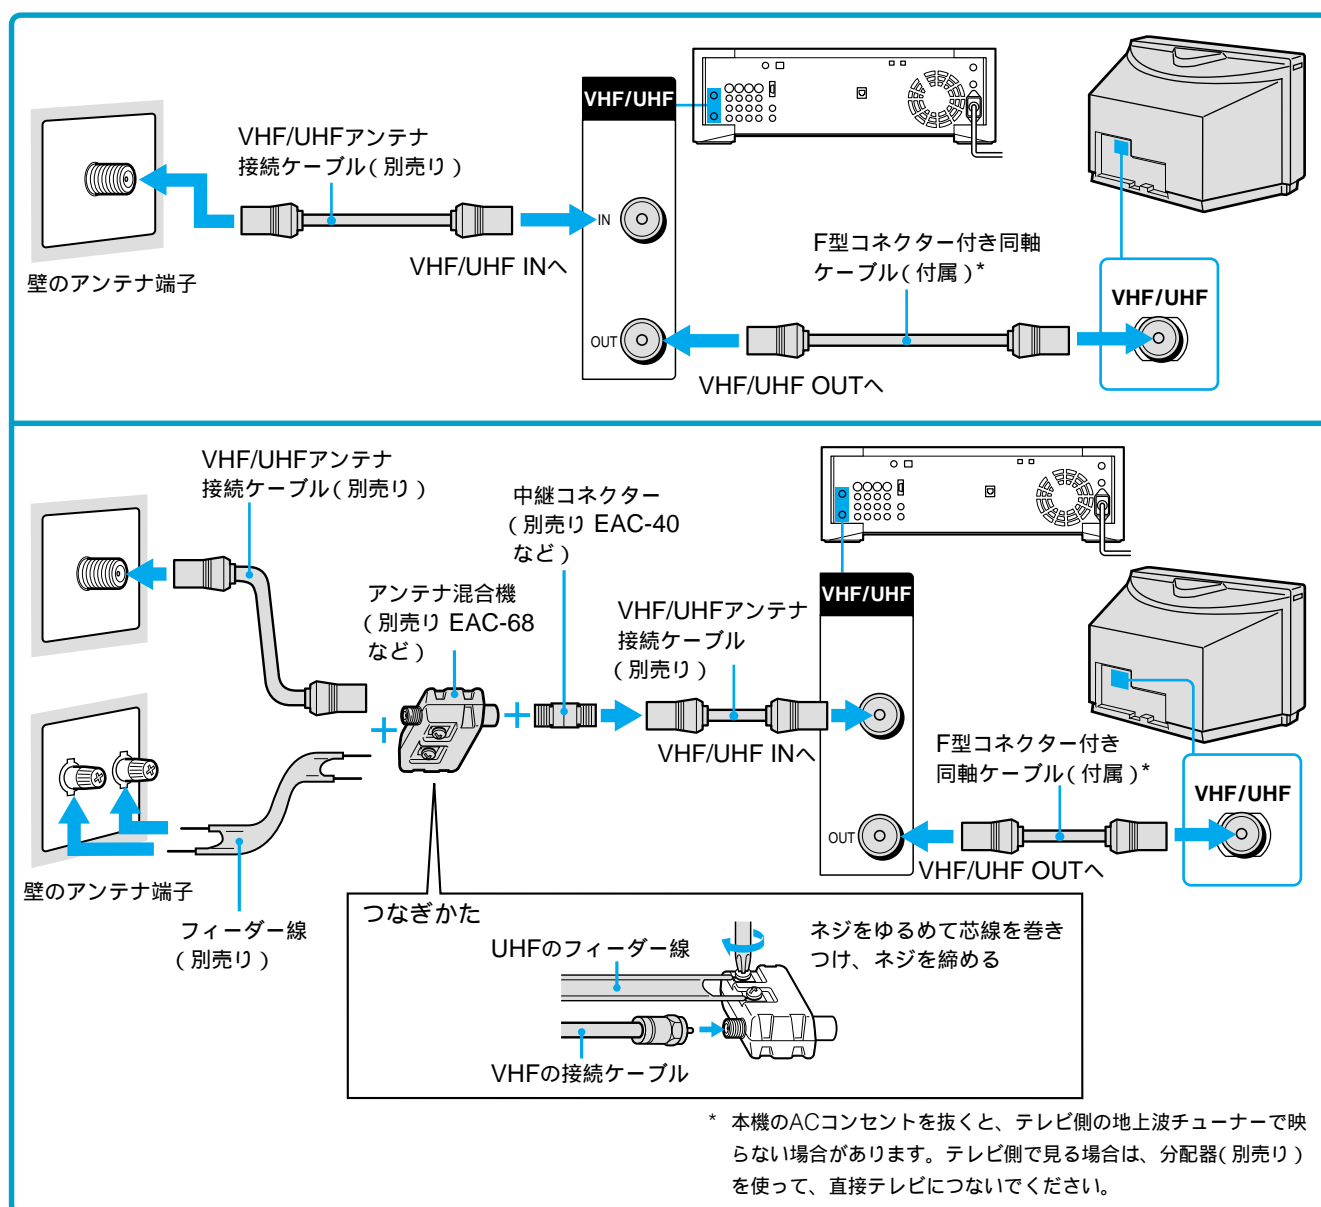 VHF/UHFアンテナ
接続ケーブル(別売り)
壁のアンテナ端子
VHF/UHF INへ
VHF/UHF
IN
OUT
F型コネクター付き同軸
ケーブル(付属)*
VHF/UHF OUTへ
VHF/UHF
VHF/UHFアンテナ
接続ケーブル(別売り)
中継コネクター
(別売り EAC-40
など)
アンテナ混合機
(別売り EAC-68
など)
VHF/UHFアンテナ
接続ケーブル
(別売り)
VHF/UHF INへ
VHF/UHF
OUT
F型コネクター付き
同軸ケーブル(付属)*
VHF/UHF OUTへ
VHF/UHF
壁のアンテナ端子
フィーダー線
(別売り)
つなぎかた
UHFのフィーダー線
ネジをゆるめて芯線を巻き
つけ、ネジを締める
VHFの接続ケーブル
* 本機のACコンセントを抜くと、テレビ側の地上波チューナーで映
らない場合があります。テレビ側で見る場合は、分配器(別売り)
を使って、直接テレビにつないでください。